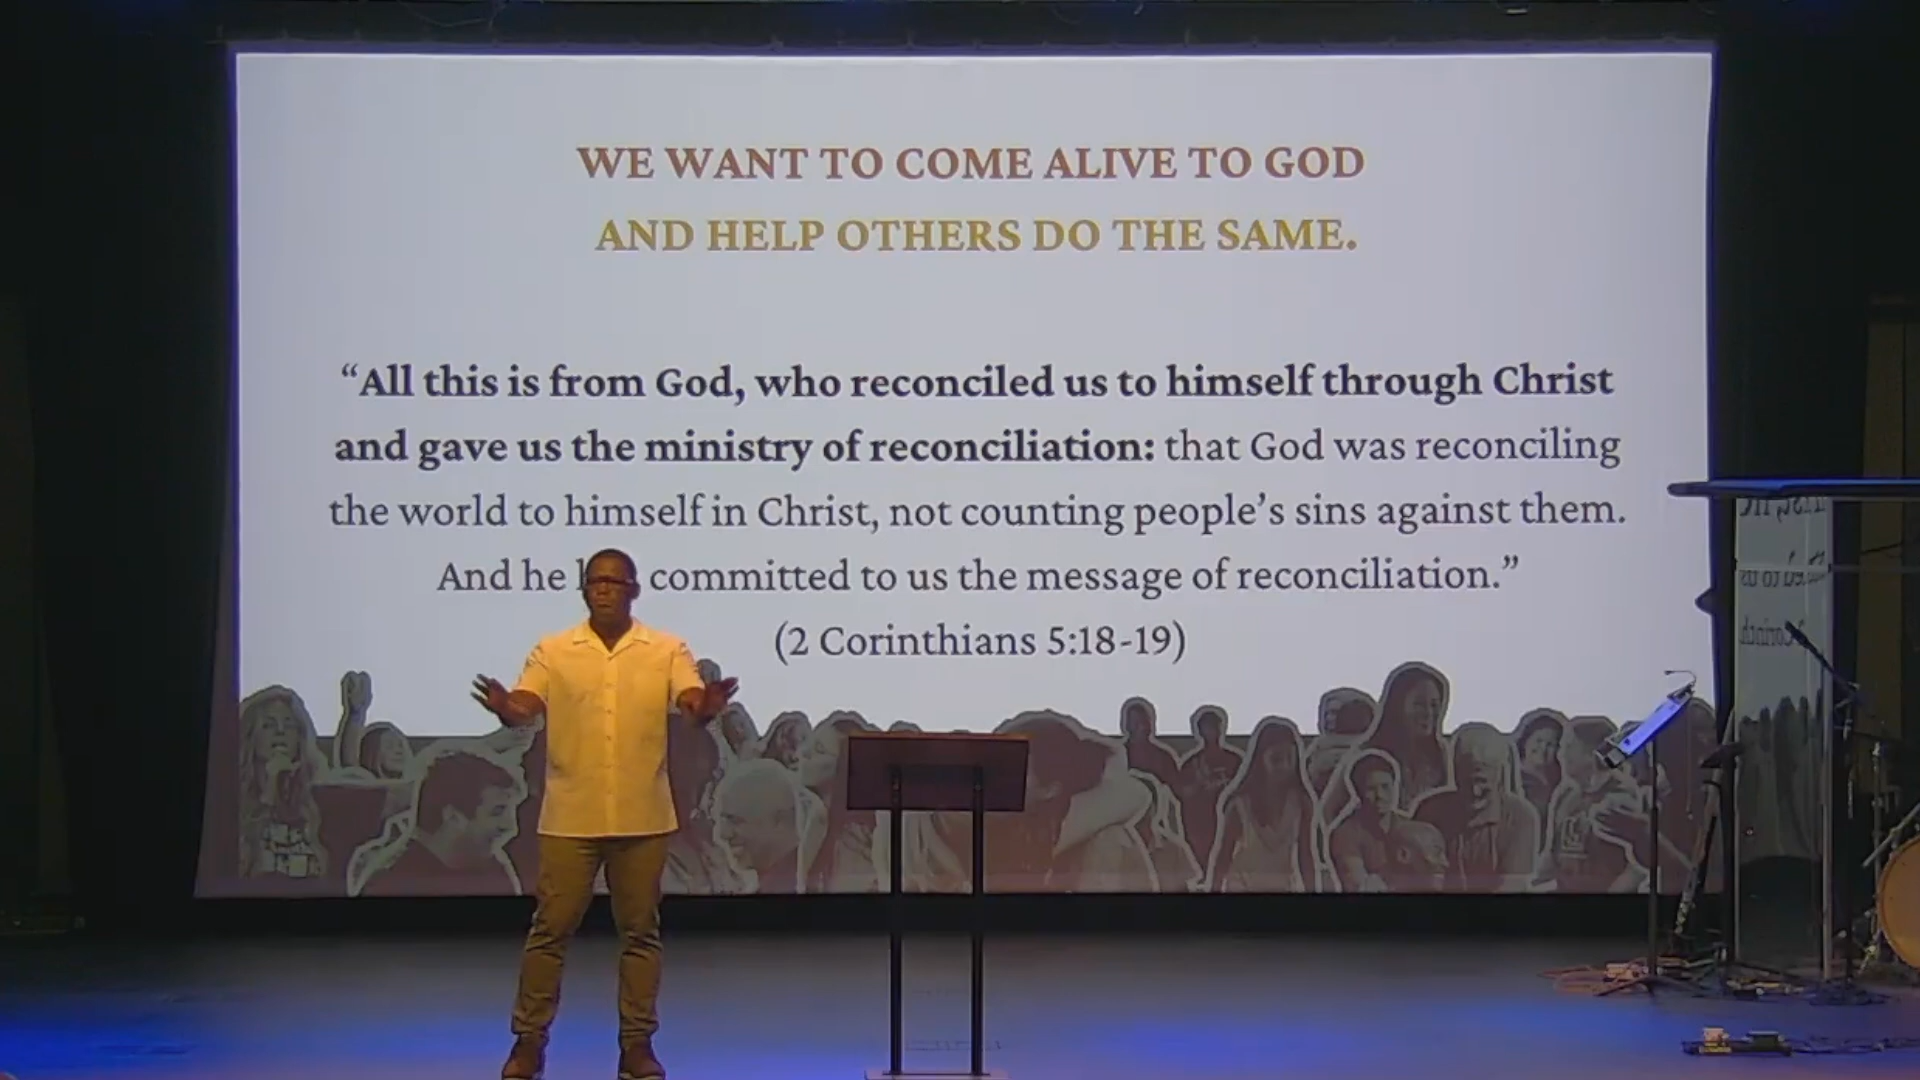 WE WANT TO COME ALIVE TO GOD
AND HELP OTHERS DO THE SAME.
“All this is from God, who reconciled us to himself through Christ
and gave us the ministry of reconciliation: that God was reconciling
the world to himself in Christ, not counting people’s sins against them.
And he committed to us the message of reconciliation.”
(2 Corinthians 5:18-19)